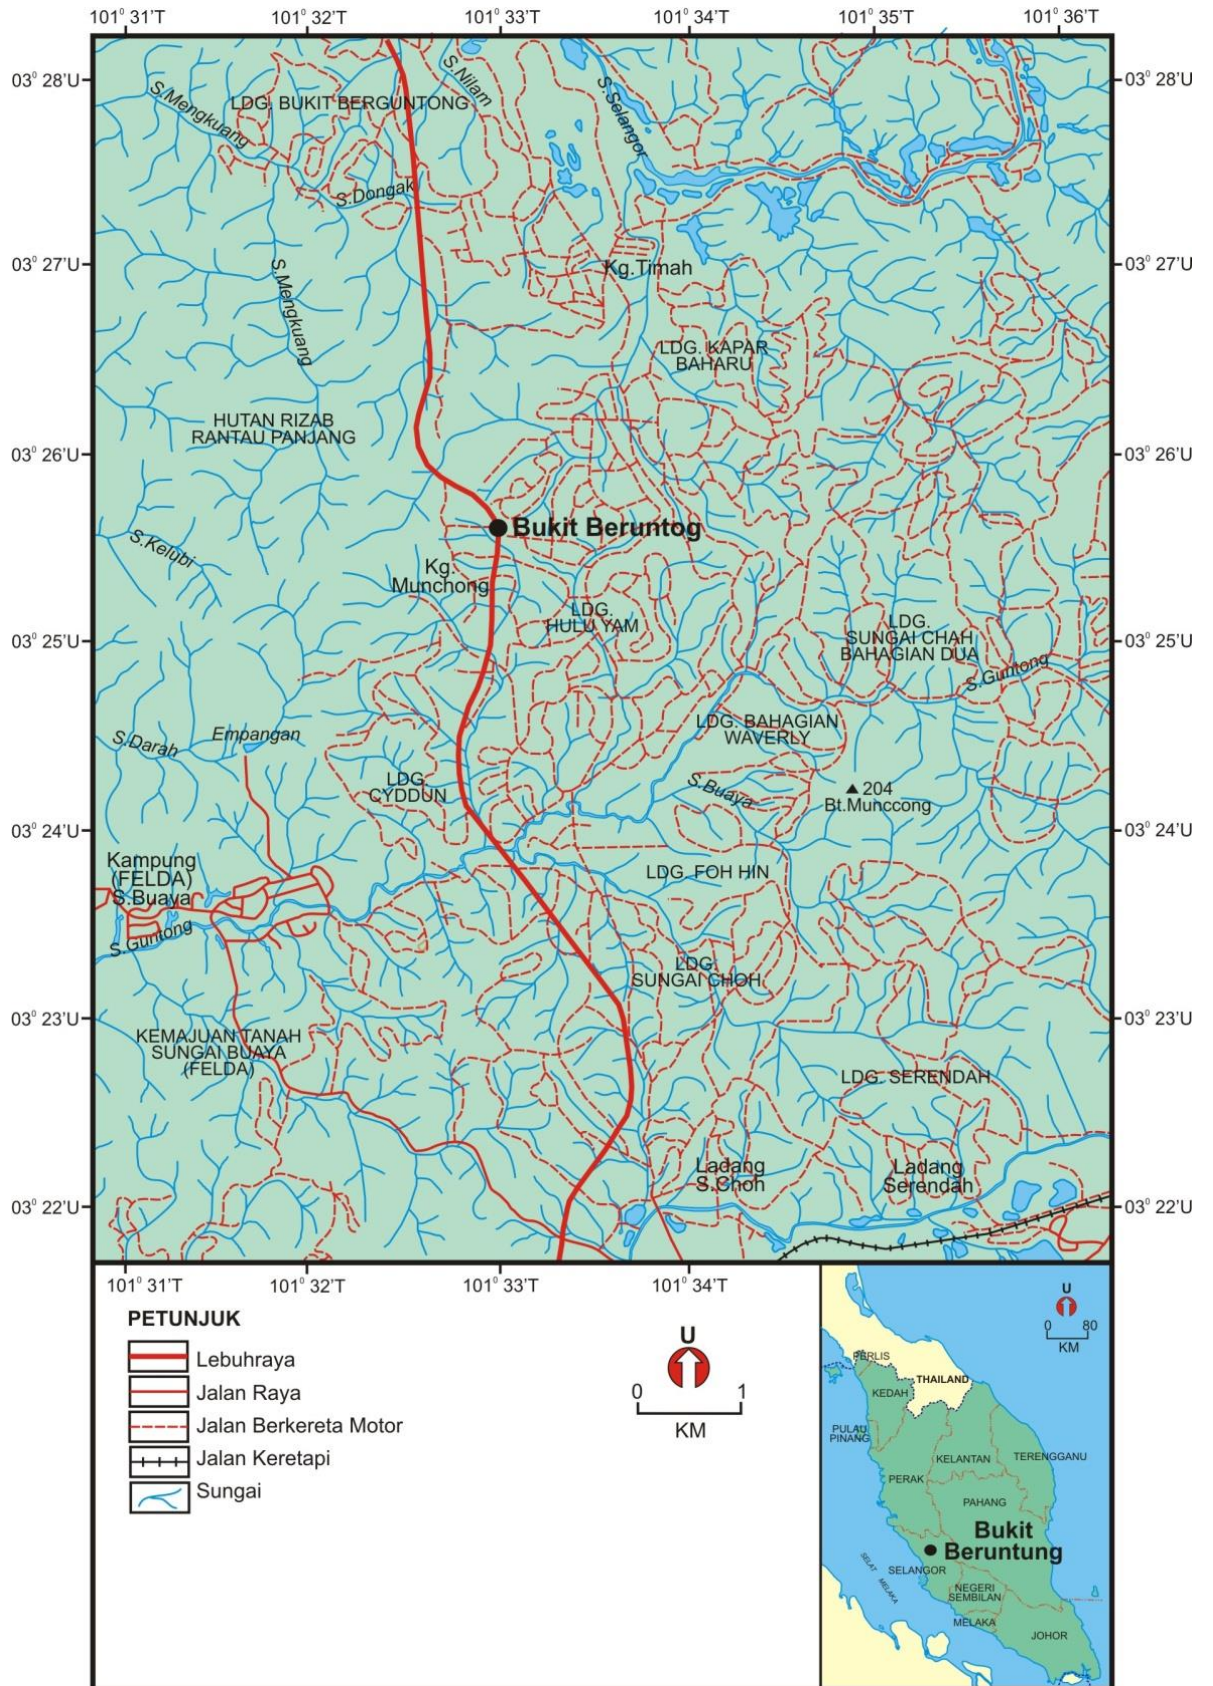 101° 31'T 101° 32'T 101° 33'T 101° 34'T 101° 35'T 101° 36'T
03° 28'U 03° 28'U
S.Nilam
S.Selangor
S.Mengkuang
LDG. BUKIT BERGUNTONG
S.Dongak
03° 27'U 03° 27'U
Kg.Timah
S.Mengkuang
LDG. KAPAR
BAHARU
HUTAN RIZAB
RANTAU PANJANG
03° 26'U 03° 26'U
Bukit Beruntog
S.Kelubi
Kg.
Munchong
LDG.
HULU YAM
LDG.
SUNGAI CHAH
BAHAGIAN DUA
03° 25'U 03° 25'U
S.Guntong
LDG. BAHAGIAN
WAVERLY
S.Darah
Empangan
LDG.
CYDDUN
S.Buaya
204
Bt.Munccong
03° 24'U 03° 24'U
Kampung
(FELDA)
S.Buaya
LDG. FOH HIN
S.Guntong
LDG.
SUNGAI CHOH
03° 23'U 03° 23'U
KEMAJUAN TANAH
SUNGAI BUAYA
(FELDA)
LDG. SERENDAH
Ladang
S.Choh
Ladang
Serendah
03° 22'U 03° 22'U
101° 31'T 101° 32'T 101° 33'T 101° 34'T
PETUNJUK
Lebuhraya
Jalan Raya
Jalan Berkereta Motor
Jalan Keretapi
Sungai
U
0 1
KM
U
0 80
KM
PERLIS
THAILAND
KEDAH
PULAU
PINANG
KELANTAN
TERENGGANU
PERAK
PAHANG
Bukit
Beruntung
SELAT MELAKA
SELANGOR
NEGERI
SEMBILAN
MELAKA
JOHOR